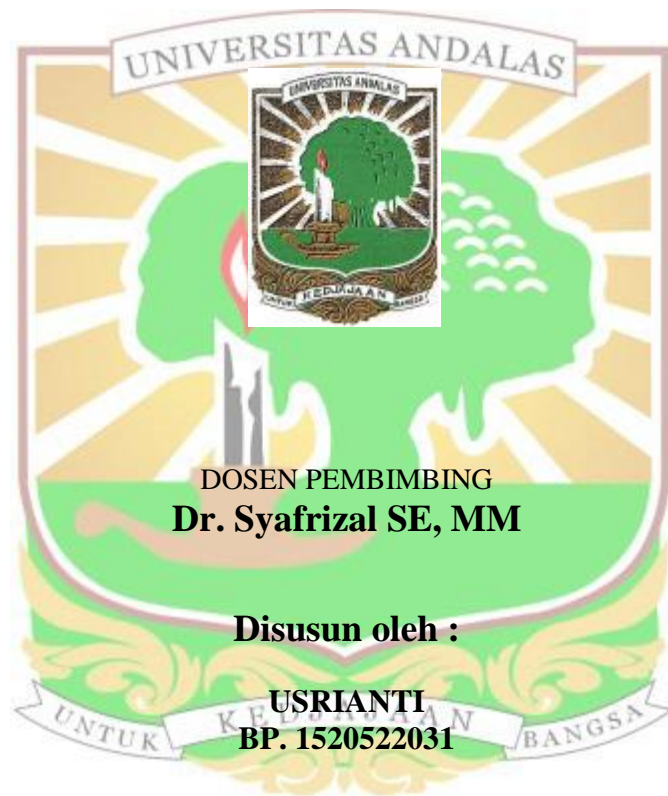 UNIVERSITAS ANDALAS
UNIVERSITAS ANDALAS
UNTUK KEDJAJAAN BANGSA
DOSEN PEMBIMBING
Dr. Syafrizal SE, MM
Disusun oleh :
USRIANTI
BP. 1520522031
UNTUK KEDJAJAAN BANGSA